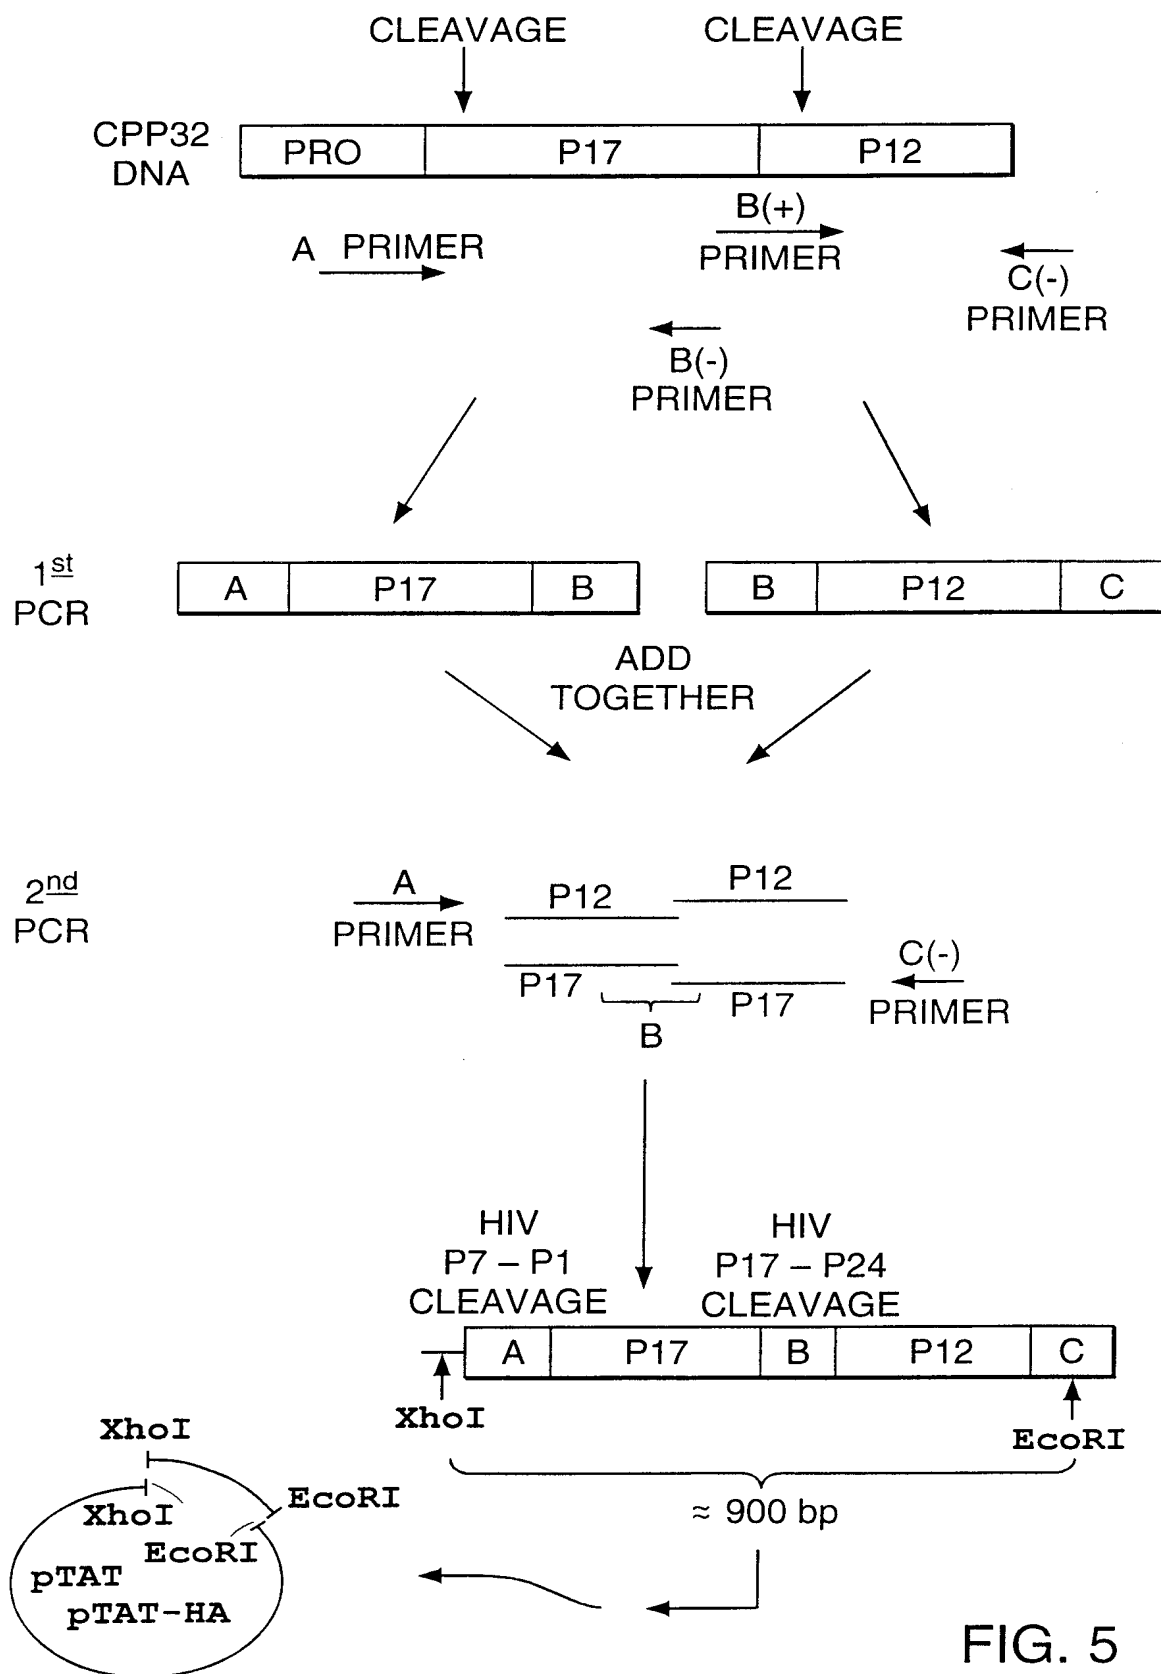 CLEAVAGE CLEAVAGE
CPP32
DNA
PRO P17 P12
A PRIMER
B(+)
PRIMER
C(-)
PRIMER
B(-)
PRIMER
1st
PCR
A P17 B
B P12 C
ADD
TOGETHER
2nd
PCR
A
PRIMER
P12
P12
P17
P17
B
C(-)
PRIMER
HIV
P7 – P1
CLEAVAGE
HIV
P17 – P24
CLEAVAGE
A P17 B P12 C
XhoI
EcoRI
≈ 900 bp
XhoI
EcoRI
XhoI
EcoRI
pTAT
pTAT-HA
FIG. 5